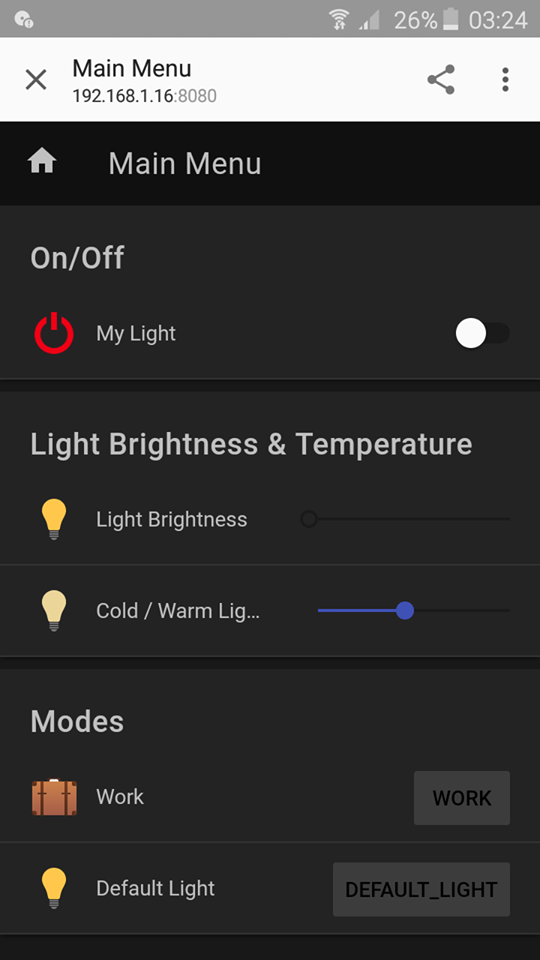 26% 03:24
Main Menu
192.168.1.16:8080
Main Menu
On/Off
My Light
Light Brightness & Temperature
Light Brightness
Cold / Warm Lig...
Modes
Work WORK
Default Light DEFAULT_LIGHT